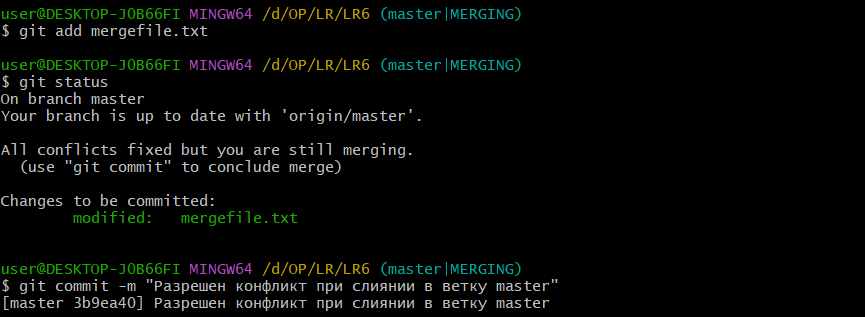 user@DESKTOP-JOB66FI MINGW64 /d/OP/LR/LR6 (master|MERGING)
$ git add mergefile.txt
user@DESKTOP-JOB66FI MINGW64 /d/OP/LR/LR6 (master|MERGING)
$ git status
On branch master
Your branch is up to date with 'origin/master'.
All conflicts fixed but you are still merging.
(use "git commit" to conclude merge)
Changes to be committed:
modified: mergefile.txt
user@DESKTOP-JOB66FI MINGW64 /d/OP/LR/LR6 (master|MERGING)
$ git commit -m "Разрешен конфликт при слиянии в ветку master"
[master 3b9ea40] Разрешен конфликт при слиянии в ветку master